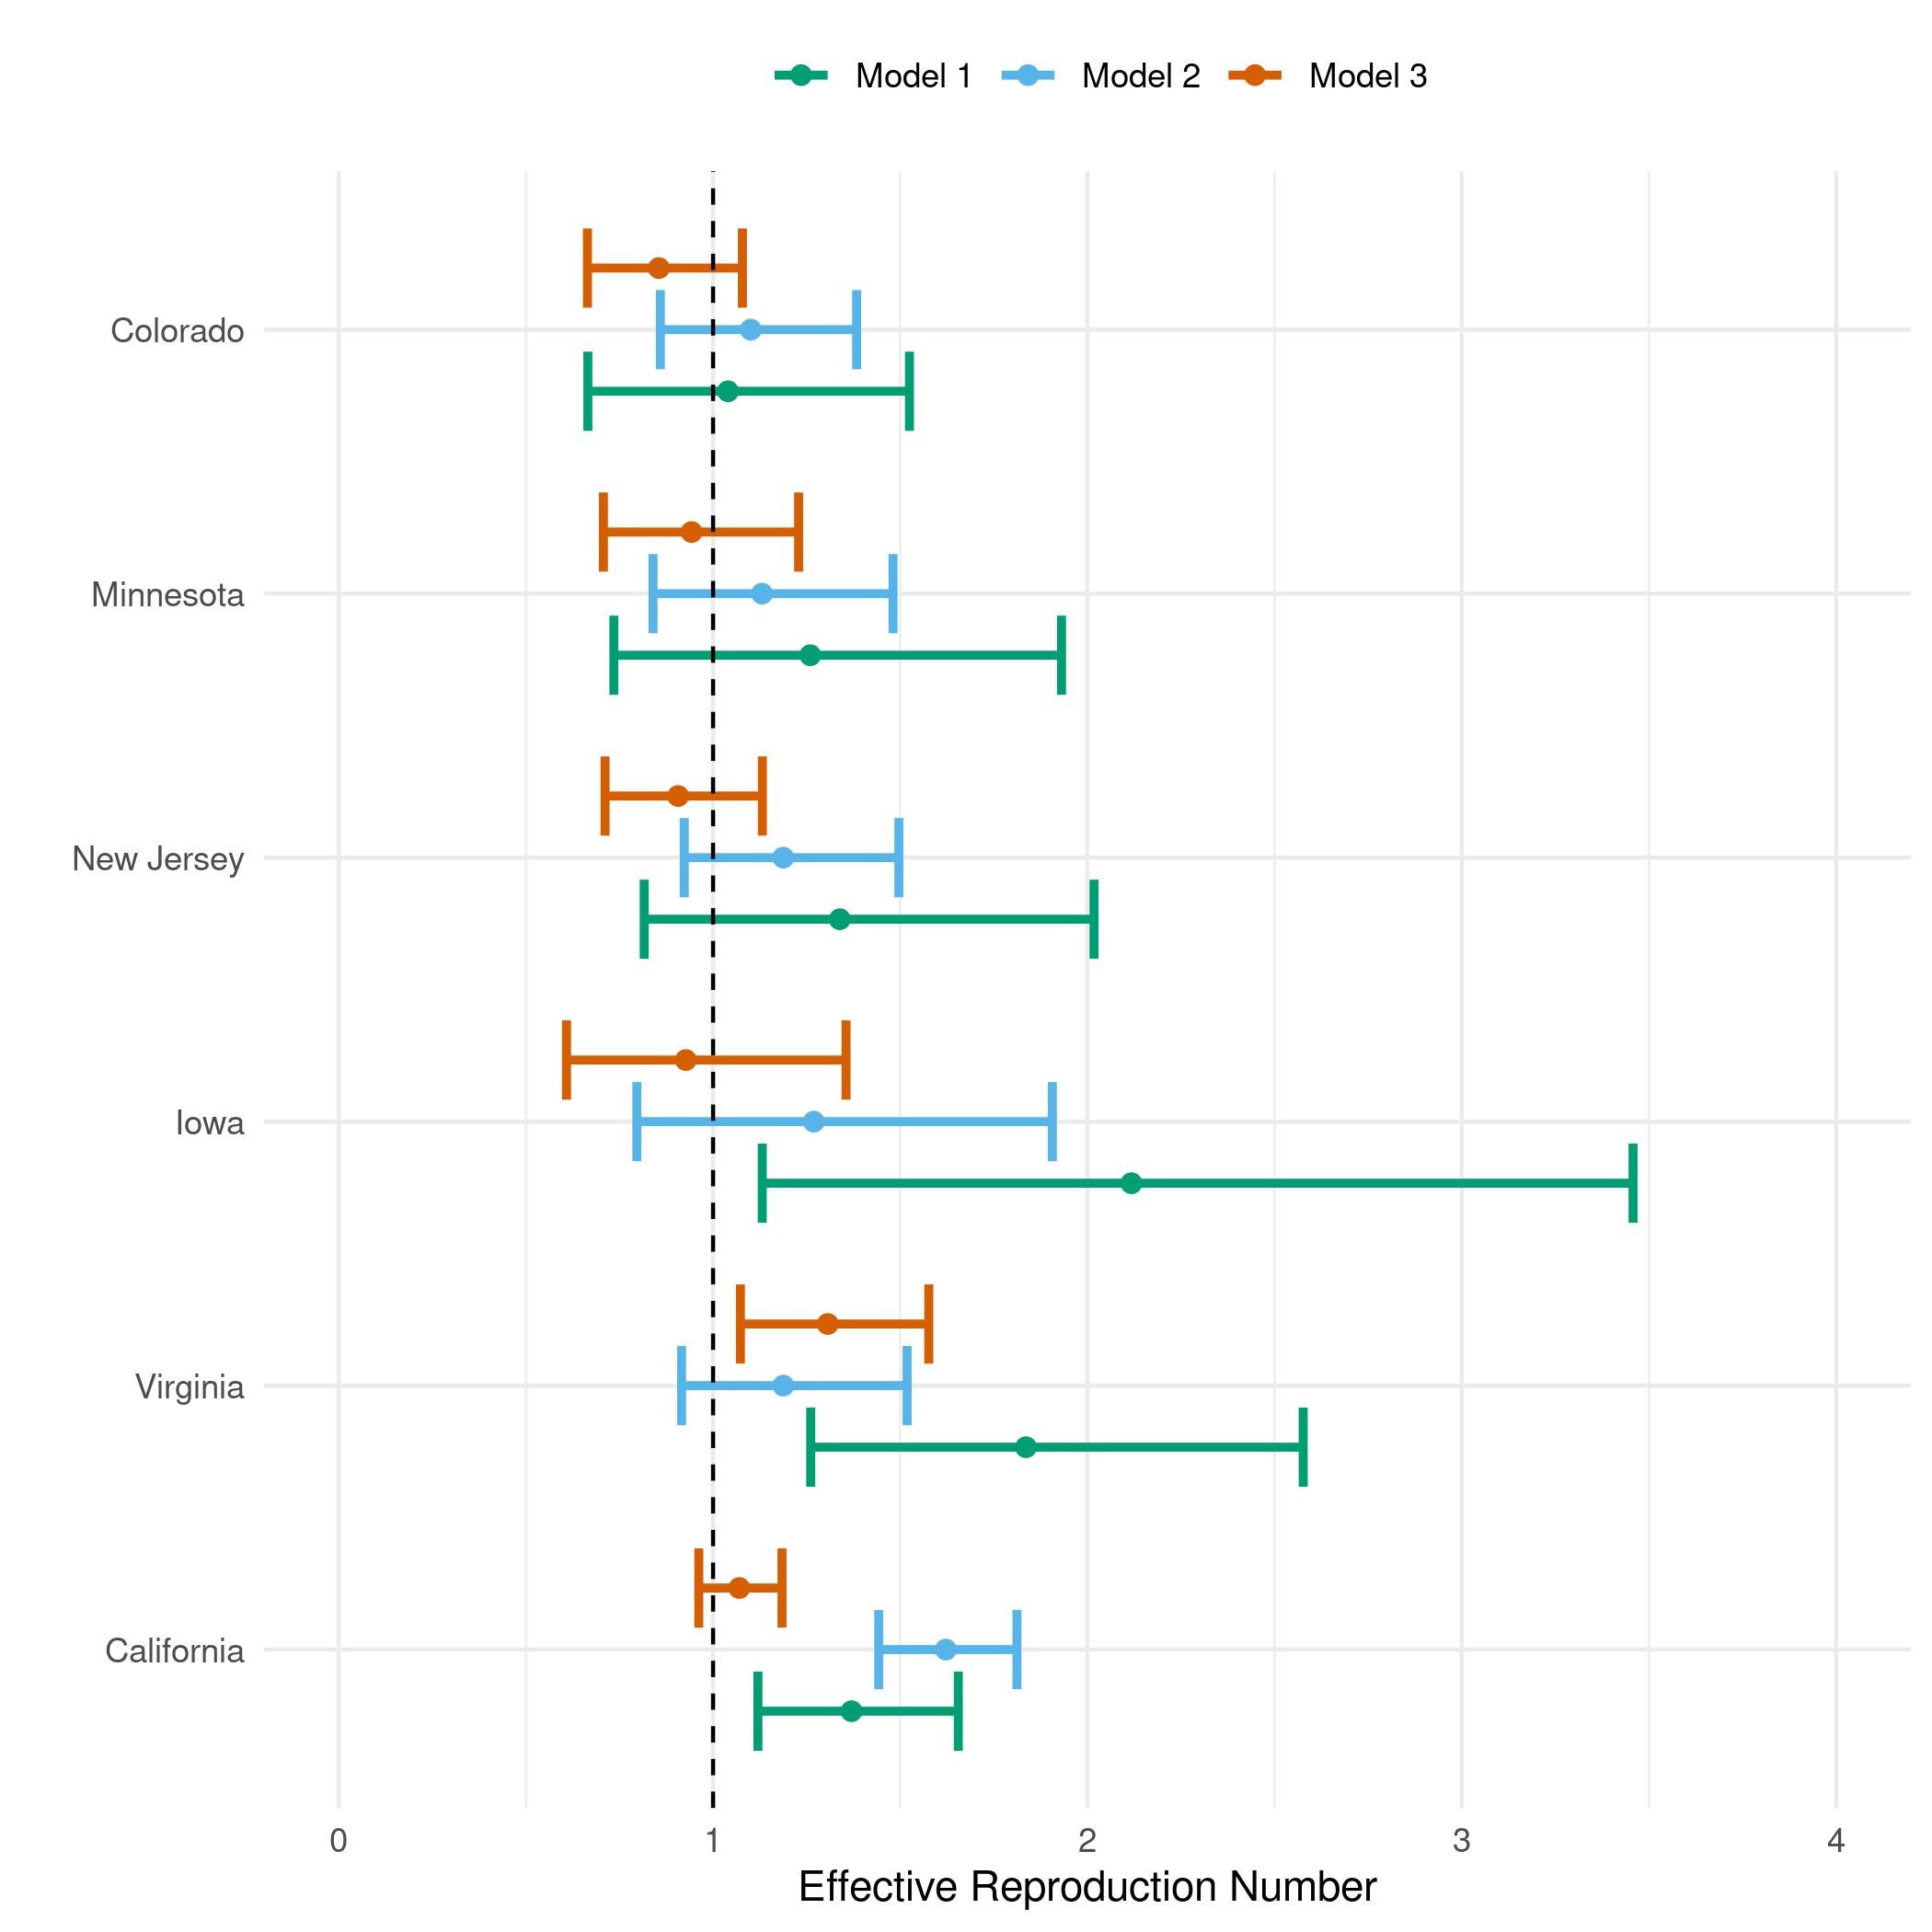 Model 1 Model 2 Model 3
Colorado
Minnesota
New Jersey
Iowa
Virginia
California
0 1 2 3 4
Effective Reproduction Number